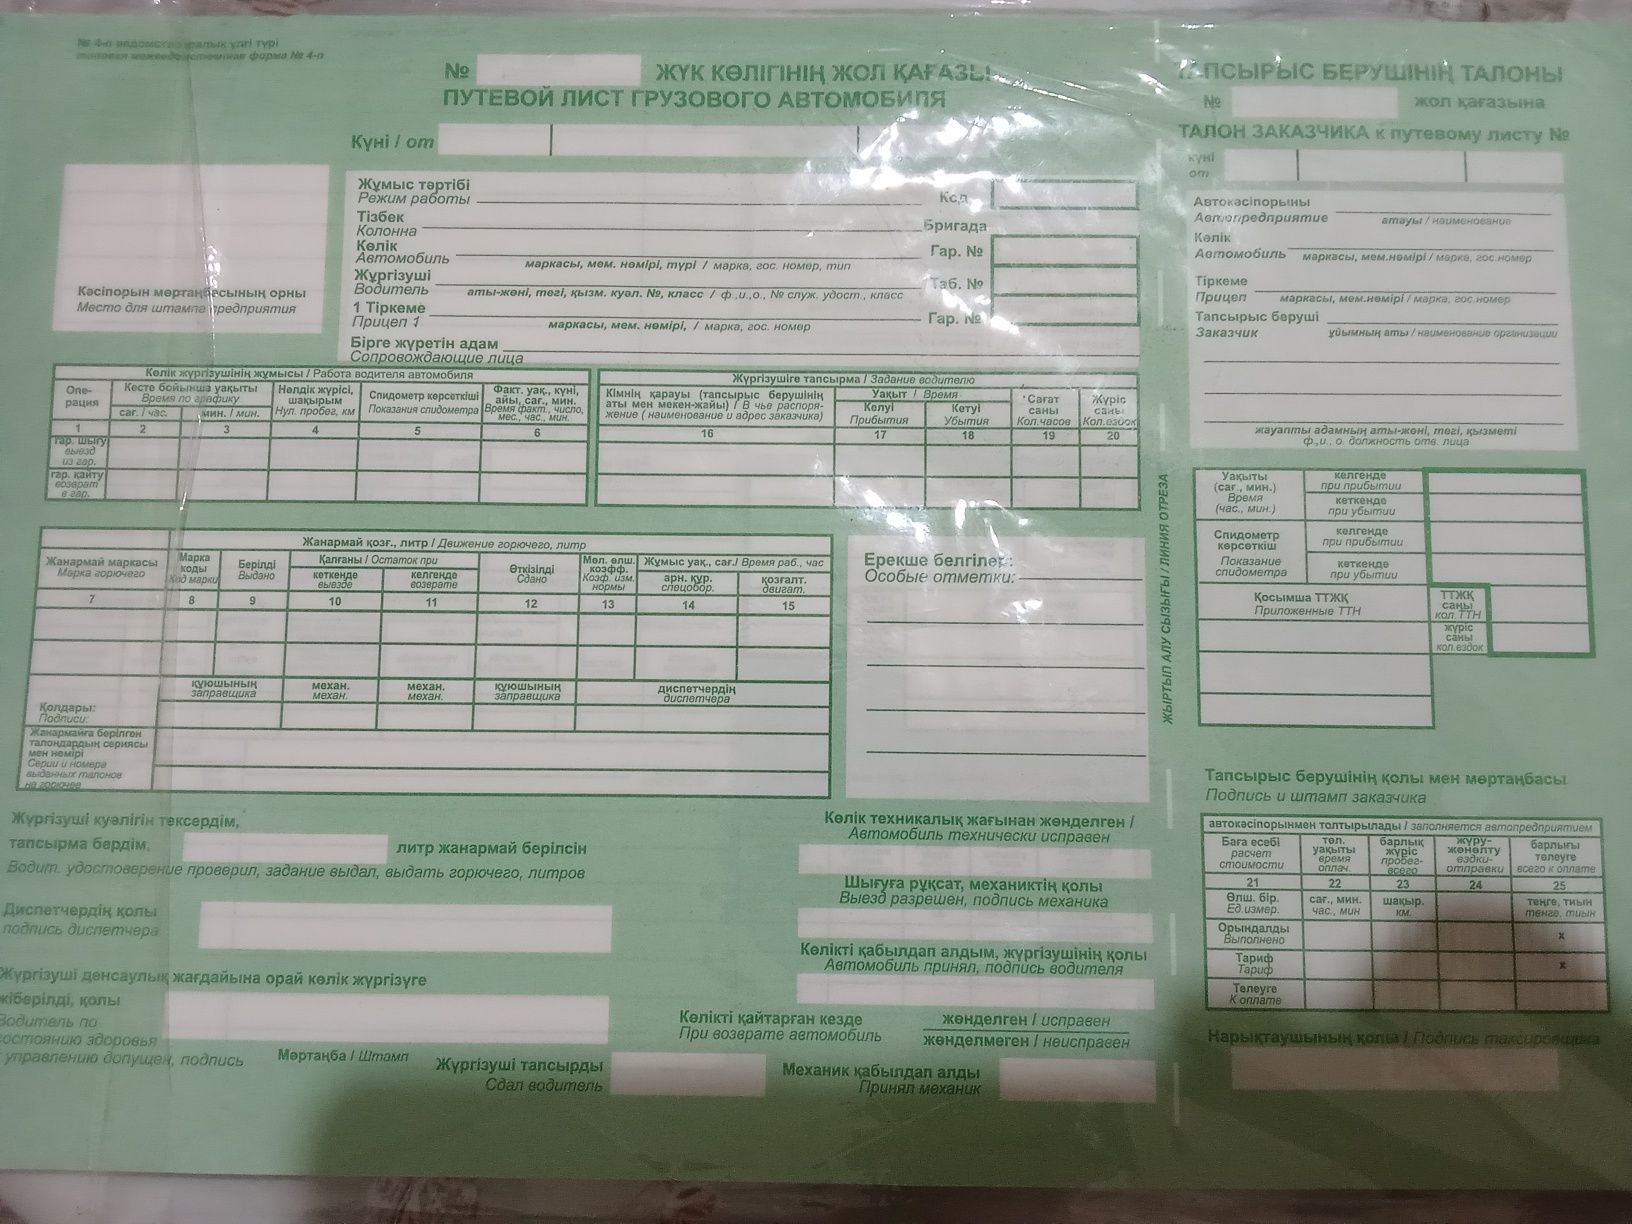 № 4-п ведомствоаралық үлгі түрі
типовая межведомственная форма № 4-п
№ ЖҮК КӨЛІГІНІҢ ЖОЛ ҚАҒАЗЫ
ПУТЕВОЙ ЛИСТ ГРУЗОВОГО АВТОМОБИЛЯ
Күні / от
Кәсіпорын мөртаңбасының орны
Место для штампа предприятия
Жұмыс тәртібі
Режим работы
Код
Тізбек
Колонна
Бригада
Көлік
Автомобиль
Гар. №
маркасы, мем. нөмірі, түрі / марка, гос. номер, тип
Жүргізуші
Водитель
Таб. №
аты-жөні, тегі, қызм. куәл. №, класс / ф.,и.,о., № служ. удост., класс
1 Тіркеме
Прицеп 1
Гар. №
маркасы, мем. нөмірі, / марка, гос. номер
Бірге жүретін адам
Сопровождающие лица
Көлік жүргізушінің жұмысы / Работа водителя автомобиля
Опе-
рация
Кесте бойынша уақыты
Время по графику
сағ. / час.
мин. / мин.
Нөлдік жүрісі,
шақырым
Нул. пробег, км
Спидометр көрсеткіші
Показания спидометра
Факт. уақ., күні,
айы, сағ., мин.
Время факт., число,
мес., час., мин.
1 2 3 4 5 6
гар. шығу
выезд
из гар.
гар. қайту
возврат
в гар.
Жүргізушіге тапсырма / Задание водителю
Кімнің қарауы (тапсырыс берушінің
аты мен мекен-жайы) / В чье распоря-
жение ( наименование и адрес заказчика)
Уақыт / Время
Келуі
Прибытия
Кетуі
Убытия
Сағат
саны
Кол.часов
Жүріс
саны
Кол.ездок
16 17 18 19 20
Жанармай қозғ., литр / Движение горючего, литр
Жанармай маркасы
Марка горючего
Марка
коды
Код марки
Берілді
Выдано
Қалғаны / Остаток при
кеткенде
выезде
келгенде
возврате
Өткізілді
Сдано
Мөл. өлш.
коэфф.
Коэф. изм.
нормы
Жұмыс уақ., сағ./ Время раб., час
арн. құр.
спецобор.
қозғалт.
двигат.
7 8 9 10 11 12 13 14 15
Қолдары:
Подписи:
құюшының
заправщика
механ.
механ.
механ.
механ.
құюшының
заправщика
диспетчердің
диспетчера
Жанармайға берілген
талондардың сериясы
мен нөмірі
Серии и номера
выданных талонов
на горючее
Ерекше белгілер:
Особые отметки:
Жүргізуші куәлігін тексердім,
тапсырма бердім, литр жанармай берілсін
Водит. удостоверение проверил, задание выдал, выдать горючего, литров
Диспетчердің қолы
подпись диспетчера
Жүргізуші денсаулық жағдайына орай көлік жүргізуге
жіберілді, қолы
Водитель по
состоянию здоровья
к управлению допущен, подпись
Мөртаңба / Штамп
Көлік техникалық жағынан жөнделген /
Автомобиль технически исправен
Шығуға рұқсат, механиктің қолы
Выезд разрешен, подпись механика
Көлікті қабылдап алдым, жүргізушінің қолы
Автомобиль принял, подпись водителя
Көлікті қайтарған кезде
При возврате автомобиль
жөнделген / исправен
жөнделмеген / неисправен
Жүргізуші тапсырды
Сдал водитель
Механик қабылдап алды
Принял механик
ЖЫРТЫП АЛУ СЫЗЫҒЫ / ЛИНИЯ ОТРЕЗА
ТАПСЫРЫС БЕРУШІНІҢ ТАЛОНЫ
№ жол қағазына
ТАЛОН ЗАКАЗЧИКА к путевому листу №
күні
от
Автокәсіпорыны
Автопредприятие
атауы / наименование
Көлік
Автомобиль
маркасы, мем.нөмірі / марка, гос.номер
Тіркеме
Прицеп
маркасы, мем.нөмірі / марка, гос.номер
Тапсырыс беруші
Заказчик
ұйымның аты / наименование организации
жауапты адамның аты-жөні, тегі, қызметі
ф.,и., о. должность отв. лица
Уақыты
(сағ., мин.)
Время
(час., мин.)
келгенде
при прибытии
кеткенде
при убытии
Спидометр
көрсеткіш
Показание
спидометра
келгенде
при прибытии
кеткенде
при убытии
Қосымша ТТЖҚ
Приложенные ТТН
ТТЖҚ
саны
кол. ТТН
жүріс
саны
кол.ездок
Тапсырыс берушінің қолы мен мөртаңбасы
Подпись и штамп заказчика
автокәсіпорынмен толтырылады / заполняется автопредприятием
Баға есебі
расчет
стоимости
төл.
уақыты
время
оплач.
барлық
жүріс
пробег-
всего
жүру-
жөнелту
ездки-
отправки
барлығы
төлеуге
всего к оплате
21 22 23 24 25
Өлш. бір.
Ед.измер.
сағ., мин.
час., мин
шақыр.
км.
теңге, тиын
тенге, тиын
Орындалды
Выполнено
х
Тариф
Тариф
х
Төлеуге
К оплате
Нарықтаушының қолы / Подпись таксировщика